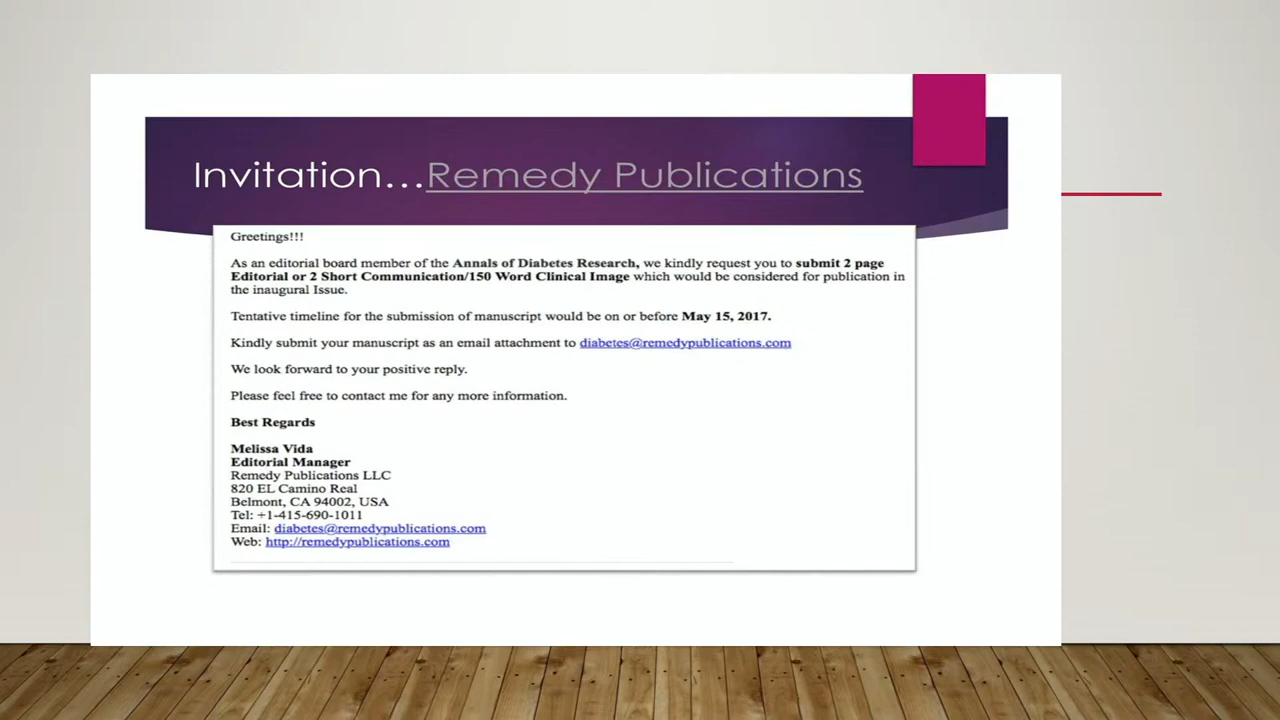 Invitation…Remedy Publications
Greetings!!!
As an editorial board member of the Annals of Diabetes Research, we kindly request you to submit 2 page
Editorial or 2 Short Communication/150 Word Clinical Image which would be considered for publication in
the inaugural Issue.
Tentative timeline for the submission of manuscript would be on or before May 15, 2017.
Kindly submit your manuscript as an email attachment to diabetes@remedypublications.com
We look forward to your positive reply.
Please feel free to contact me for any more information.
Best Regards
Melissa Vida
Editorial Manager
Remedy Publications LLC
820 EL Camino Real
Belmont, CA 94002, USA
Tel: +1-415-690-1011
Email: diabetes@remedypublications.com
Web: http://remedypublications.com